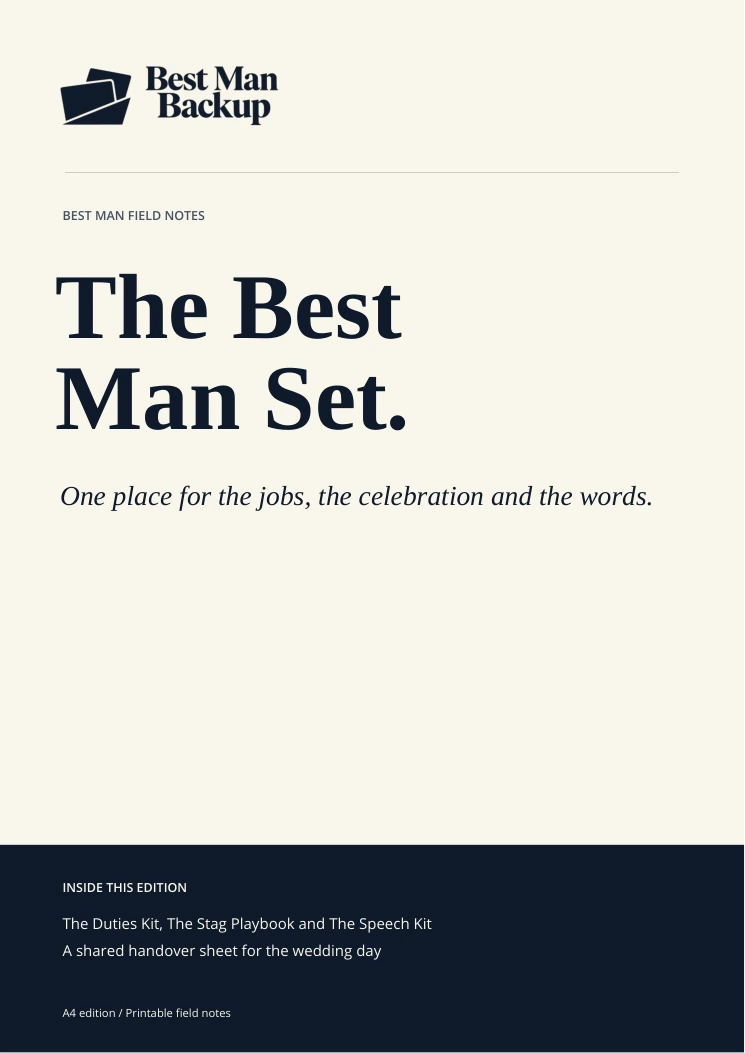 Best Man
Backup
BEST MAN FIELD NOTES
The Best
Man Set.
One place for the jobs, the celebration and the words.
INSIDE THIS EDITION
The Duties Kit, The Stag Playbook and The Speech Kit
A shared handover sheet for the wedding day
A4 edition / Printable field notes